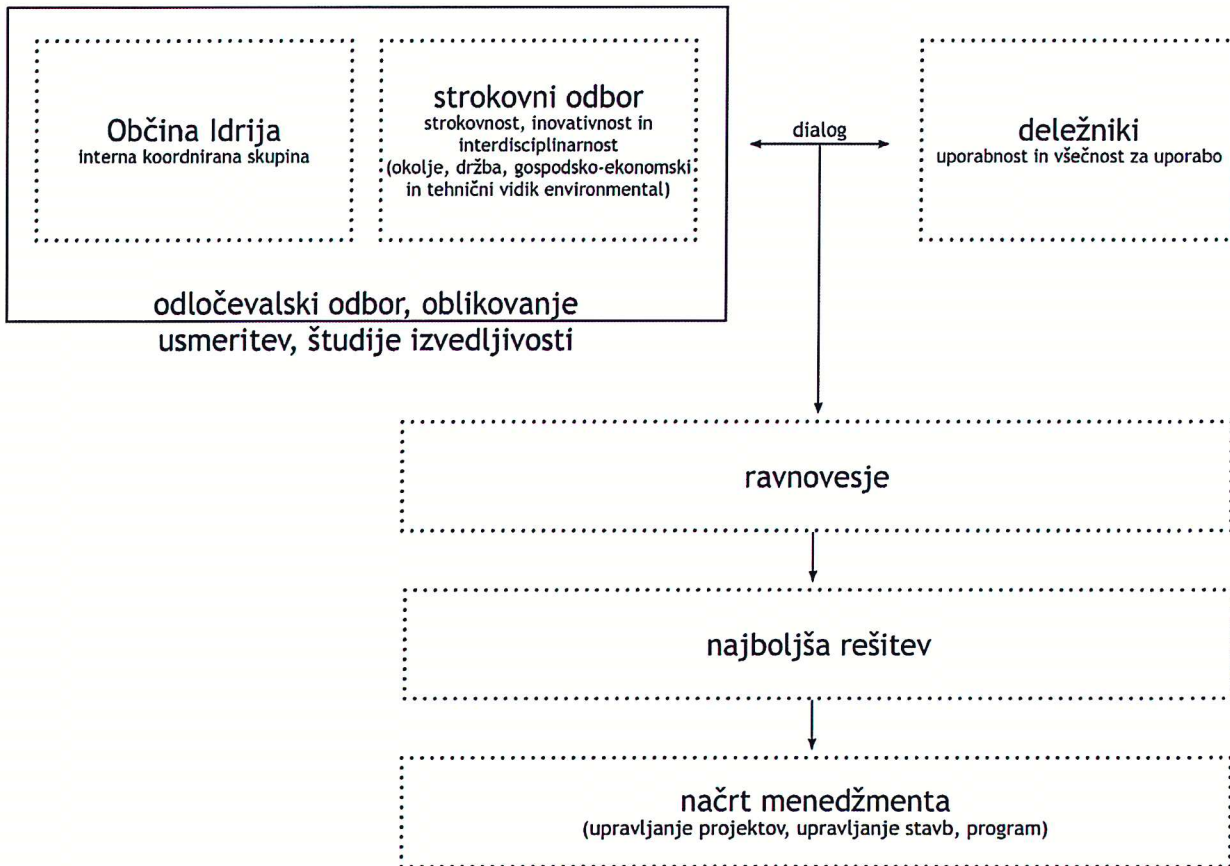 Občina Idrija
interna koordnirana skupina
strokovni odbor
strokovnost, inovativnost in
interdisciplinarnost
(okolje, držba, gospodsko-ekonomski
in tehnični vidik environmental)
odločevalski odbor, oblikovanje
usmeritev, študije izvedljivosti
dialog
deležniki
uporabnost in všečnost za uporabo
ravnovesje
najboljša rešitev
načrt menedžmenta
(upravljanje projektov, upravljanje stavb, program)